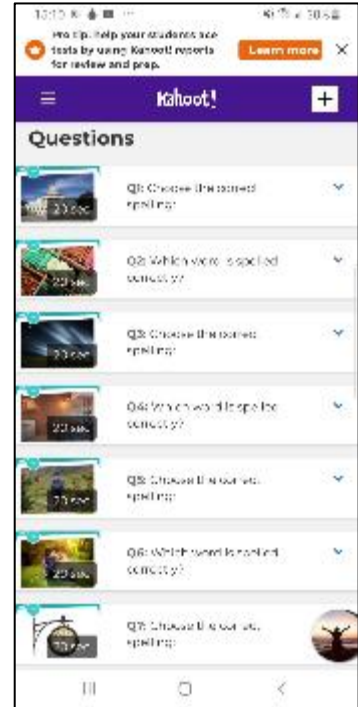 Pro tip. Help your students ace
tests by using Kahoot! reports
for review and prep.
Learn more
Kahoot!
Questions
Q1: Choose the correct
spelling:
20 sec
Q2: Which word is spelled
correctly?
20 sec
Q3: Choose the correct
spelling:
20 sec
Q4: Which word is spelled
correctly?
20 sec
Q5: Choose the correct
spelling:
20 sec
Q6: Which word is spelled
correctly?
20 sec
Q7: Choose the correct
spelling:
20 sec